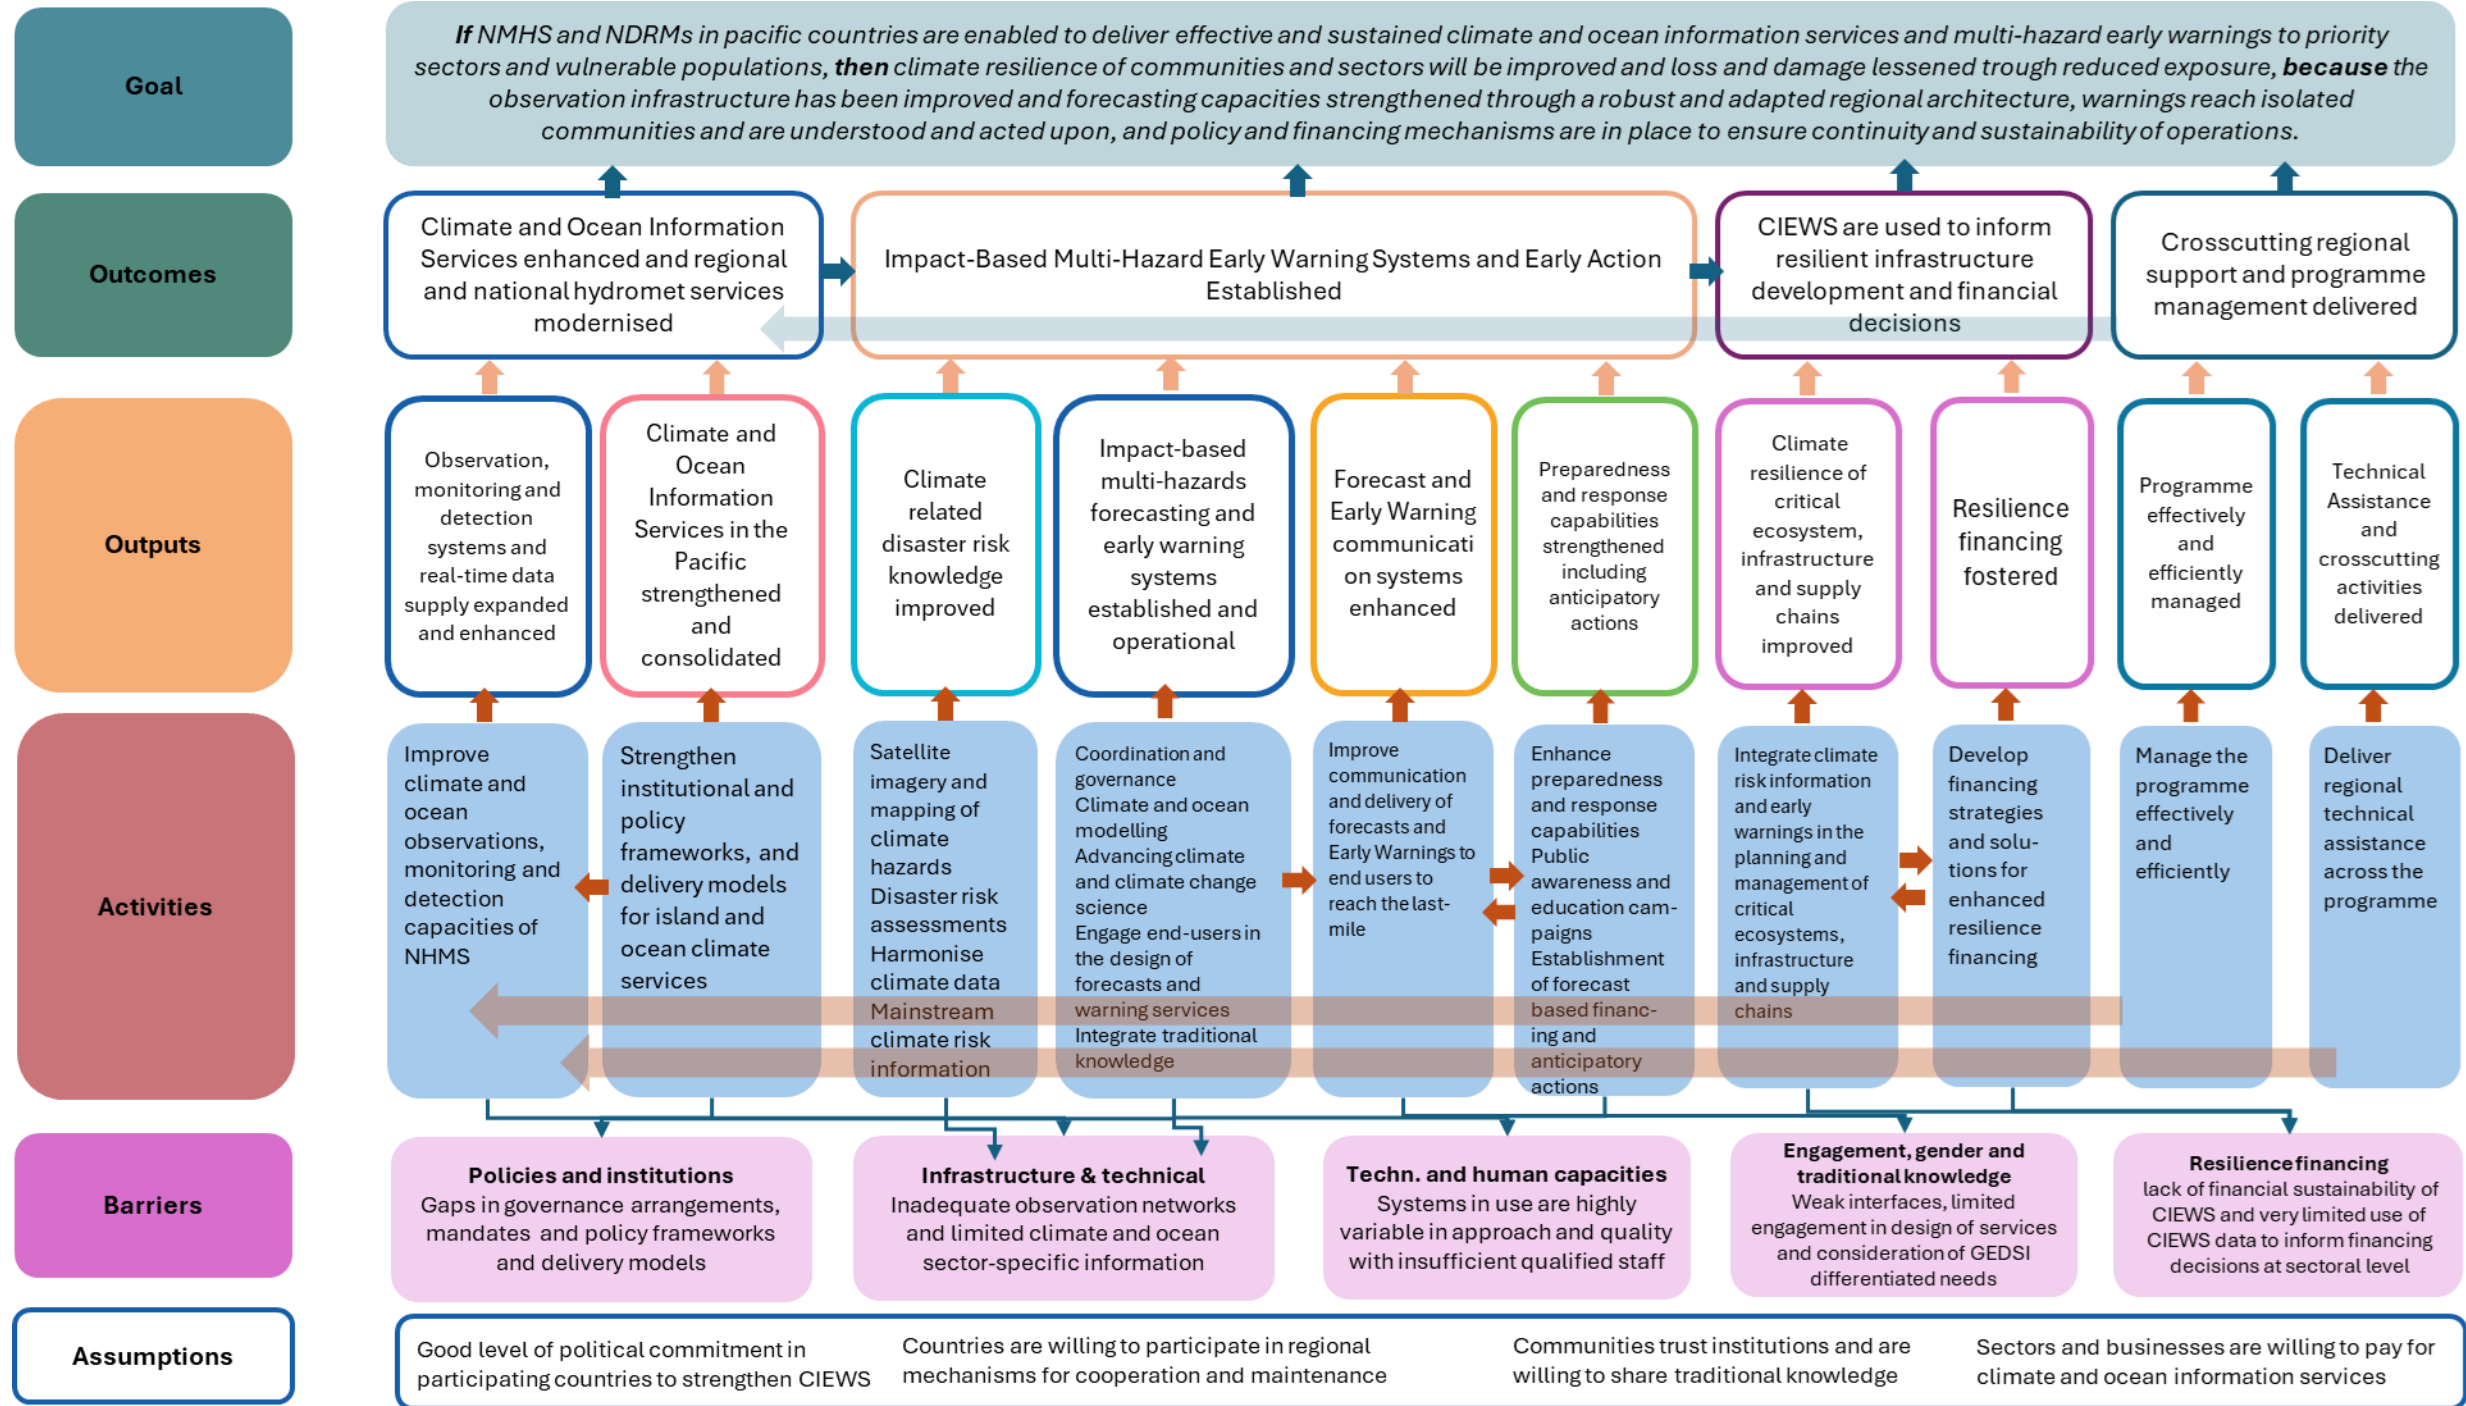 Goal
If NMHS and NDRMs in pacific countries are enabled to deliver effective and sustained climate and ocean information services and multi-hazard early warnings to priority
sectors and vulnerable populations, then climate resilience of communities and sectors will be improved and loss and damage lessened trough reduced exposure, because the
observation infrastructure has been improved and forecasting capacities strengthened through a robust and adapted regional architecture, warnings reach isolated
communities and are understood and acted upon, and policy and financing mechanisms are in place to ensure continuity and sustainability of operations.
Outcomes
Climate and Ocean Information
Services enhanced and regional
and national hydromet services
modernised
Impact-Based Multi-Hazard Early Warning Systems and Early Action
Established
CIEWS are used to inform
resilient infrastructure
development and financial
decisions
Crosscutting regional
support and programme
management delivered
Outputs
Observation,
monitoring and
detection
systems and
real-time data
supply expanded
and enhanced
Climate and
Ocean
Information
Services in the
Pacific
strengthened
and
consolidated
Climate
related
disaster risk
knowledge
improved
Impact-based
multi-hazards
forecasting and
early warning
systems
established and
operational
Forecast and
Early Warning
communicati
on systems
enhanced
Preparedness
and response
capabilities
strengthened
including
anticipatory
actions
Climate
resilience of
critical
ecosystem,
infrastructure
and supply
chains
improved
Resilience
financing
fostered
Programme
effectively
and
efficiently
managed
Technical
Assistance
and
crosscutting
activities
delivered
Activities
Improve
climate and
ocean
observations,
monitoring and
detection
capacities of
NHMS
Strengthen
institutional and
policy
frameworks, and
delivery models
for island and
ocean climate
services
Satellite
imagery and
mapping of
climate
hazards
Disaster risk
assessments
Harmonise
climate data
Mainstream
climate risk
information
Coordination and
governance
Climate and ocean
modelling
Advancing climate
and climate change
science
Engage end-users in
the design of
forecasts and
warning services
Integrate traditional
knowledge
Improve
communication
and delivery of
forecasts and
Early Warnings to
end users to
reach the last-
mile
Enhance
preparedness
and response
capabilities
Public
awareness and
education cam-
paigns
Establishment
of forecast
based financ-
ing and
anticipatory
actions
Integrate climate
risk information
and early
warnings in the
planning and
management of
critical
ecosystems,
infrastructure
and supply
chains
Develop
financing
strategies
and solu-
tions for
enhanced
resilience
financing
Manage the
programme
effectively
and
efficiently
Deliver
regional
technical
assistance
across the
programme
Barriers
Policies and institutions
Gaps in governance arrangements,
mandates and policy frameworks
and delivery models
Infrastructure & technical
Inadequate observation networks
and limited climate and ocean
sector-specific information
Techn. and human capacities
Systems in use are highly
variable in approach and quality
with insufficient qualified staff
Engagement, gender and
traditional knowledge
Weak interfaces, limited
engagement in design of services
and consideration of GEDSI
differentiated needs
Resilience financing
lack of financial sustainability of
CIEWS and very limited use of
CIEWS data to inform financing
decisions at sectoral level
Assumptions
Good level of political commitment in
participating countries to strengthen CIEWS
Countries are willing to participate in regional
mechanisms for cooperation and maintenance
Communities trust institutions and are
willing to share traditional knowledge
Sectors and businesses are willing to pay for
climate and ocean information services